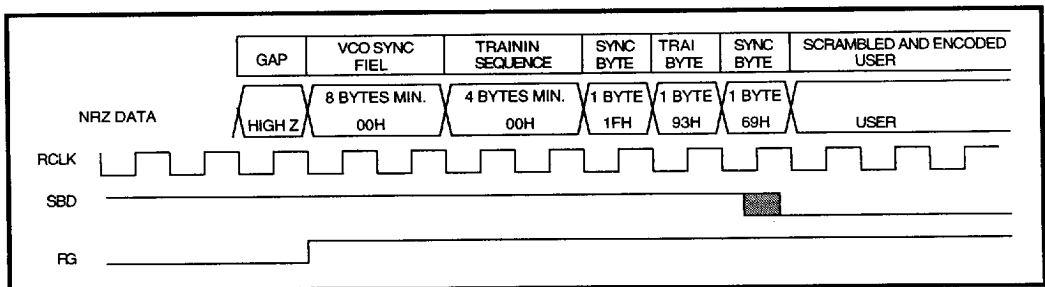 GAP
VCO SYNC
FIEL
TRAININ
SEQUENCE
SYNC
BYTE
TRAI
BYTE
SYNC
BYTE
SCRAMBLED AND ENCODED
USER
NRZ DATA
HIGH Z
8 BYTES MIN.
00H
4 BYTES MIN.
00H
1 BYTE
1FH
1 BYTE
93H
1 BYTE
69H
USER
RCLK
SBD
RG